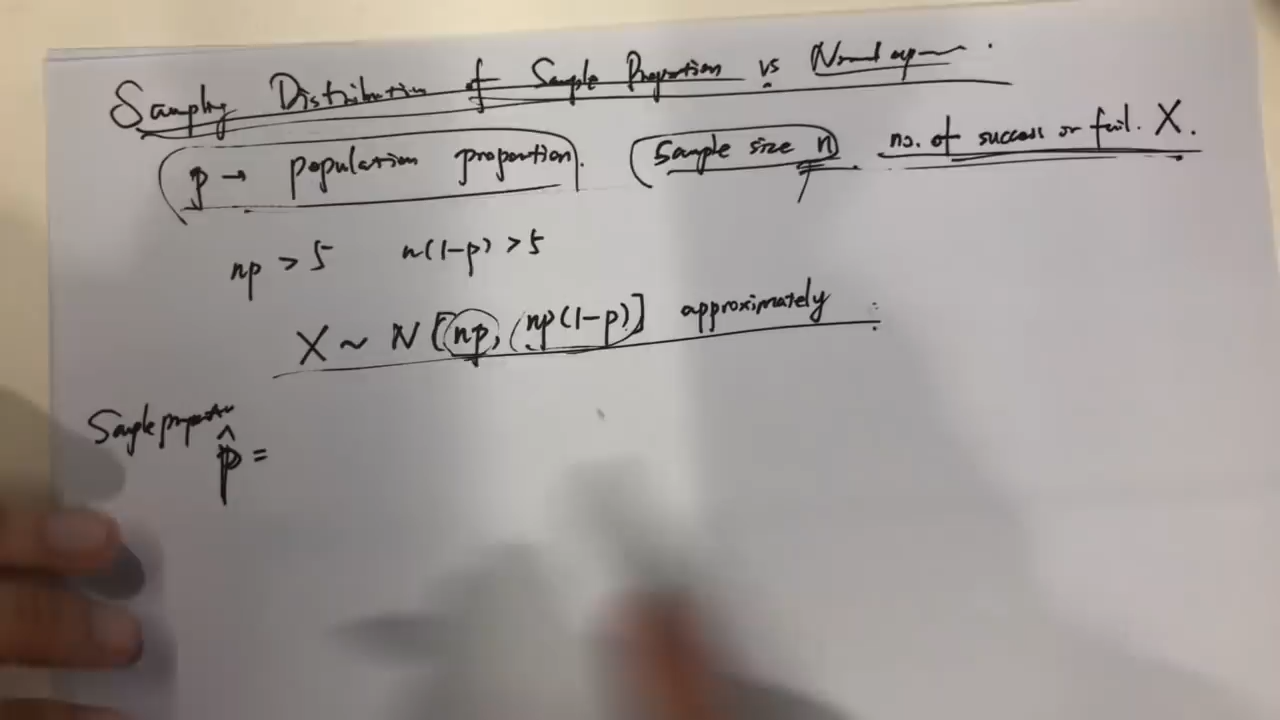 Sampling Distribution of Sample Proportion vs Normal
p → population proportion. Sample size n. no. of success or fail. X.
np > 5 n(1-p) > 5
X ~ N [np, np(1-p)] approximately
Sample proportion
p̂ =